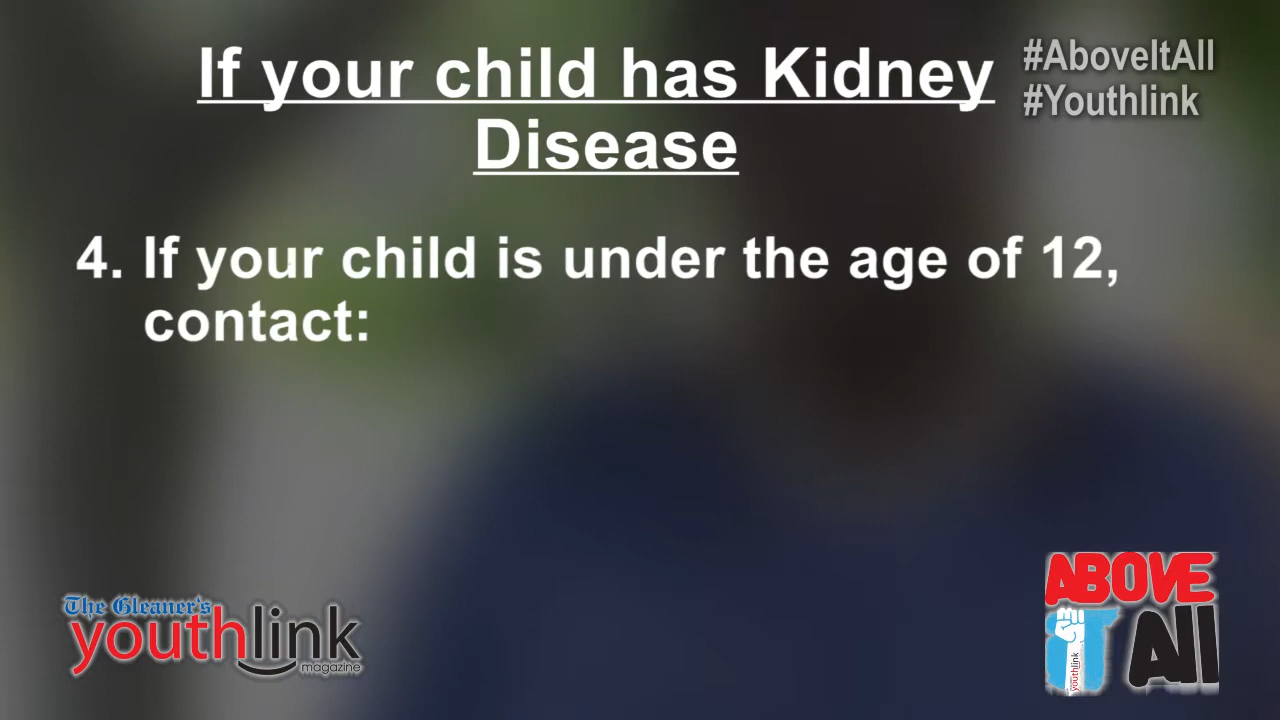 If your child has Kidney
Disease
#AboveItAll
#Youthlink
4. If your child is under the age of 12,
contact:
The Gleaner's
youthlink
magazine
ABOVE
IT All
youthlink